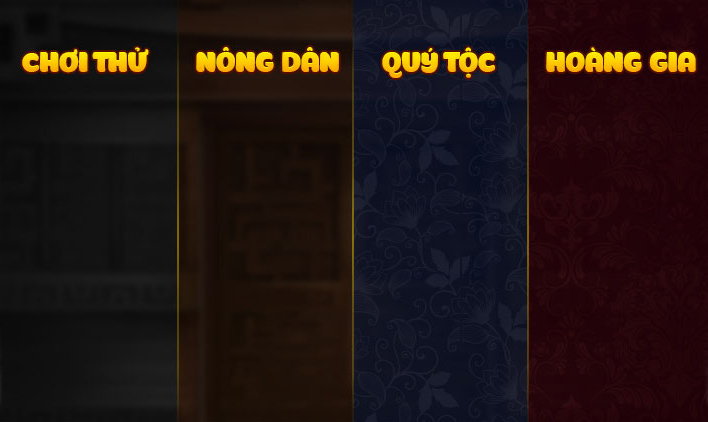 CHƠI THỬ
NÔNG DÂN
QUÝ TỘC
HOÀNG GIA